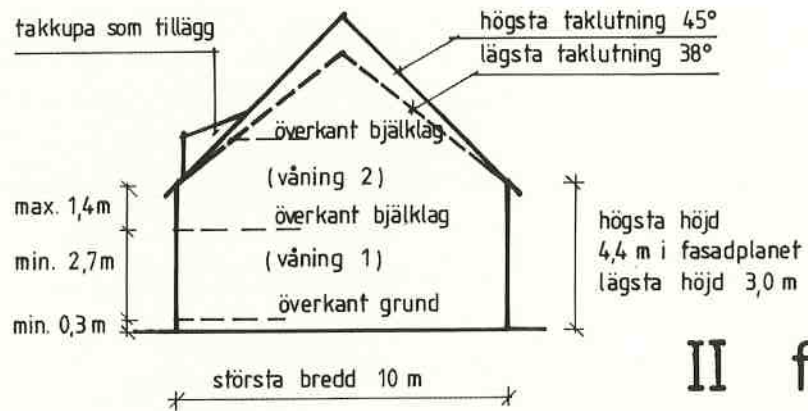 takkupa som tillägg
högsta taklutning 45°
lägsta taklutning 38°
överkant bjälklag
(våning 2)
max. 1,4 m
överkant bjälklag
högsta höjd
4,4 m i fasadplanet
lägsta höjd 3,0 m
min. 2,7 m
(våning 1)
överkant grund
min. 0,3 m
största bredd 10 m
II f